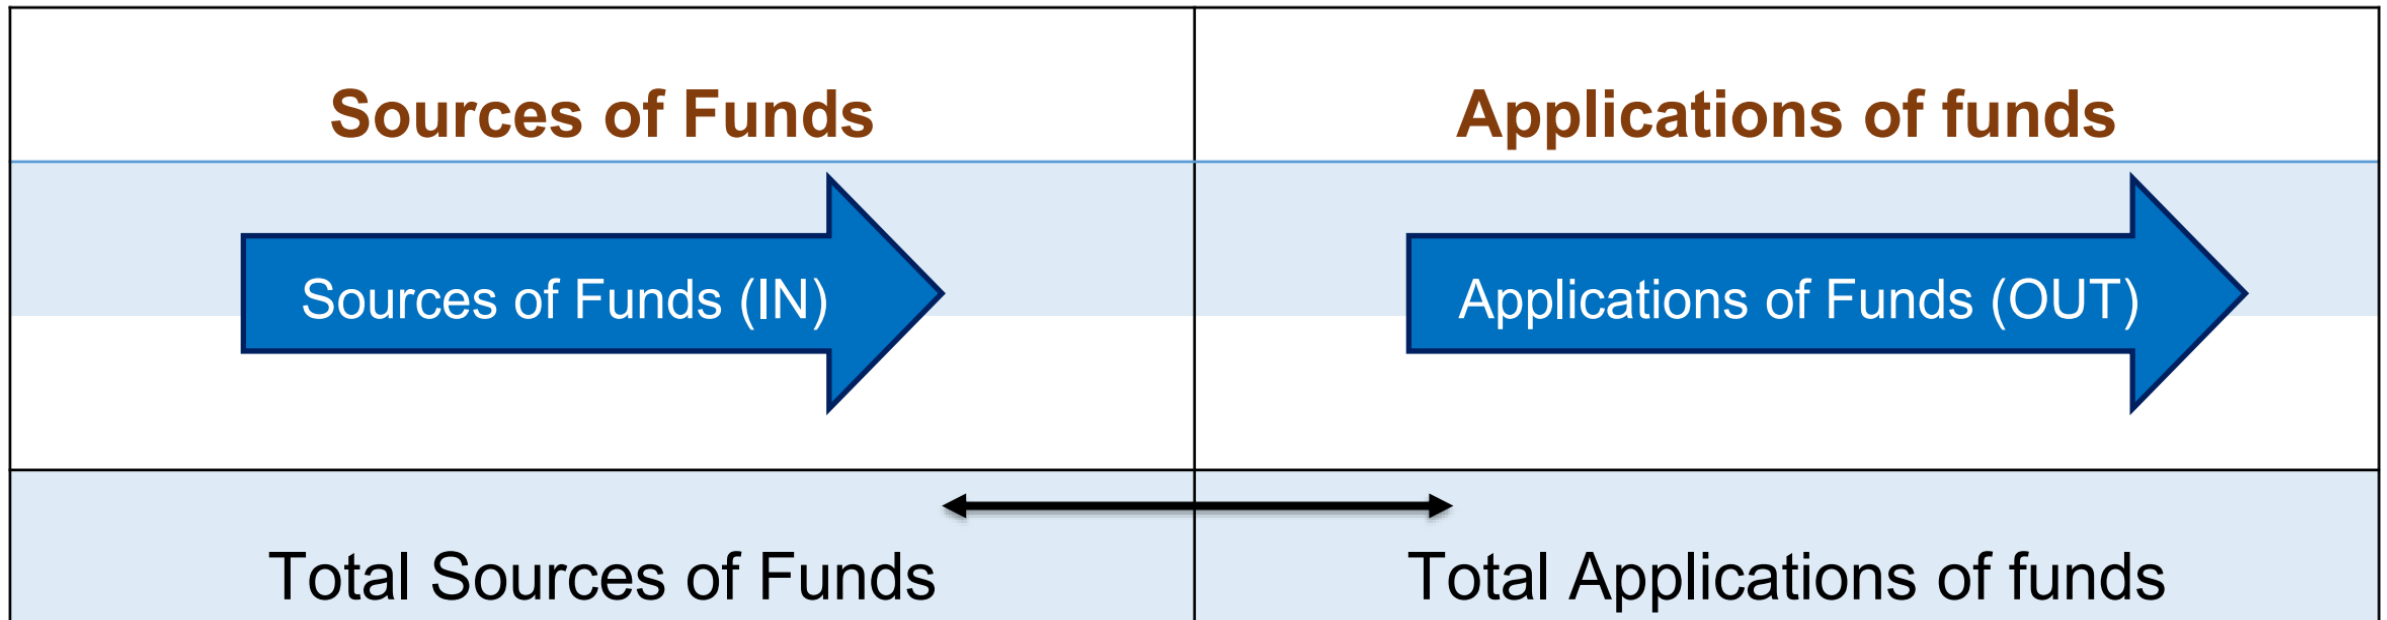 Sources of Funds
Applications of funds
Sources of Funds (IN)
Applications of Funds (OUT)
Total Sources of Funds
Total Applications of funds